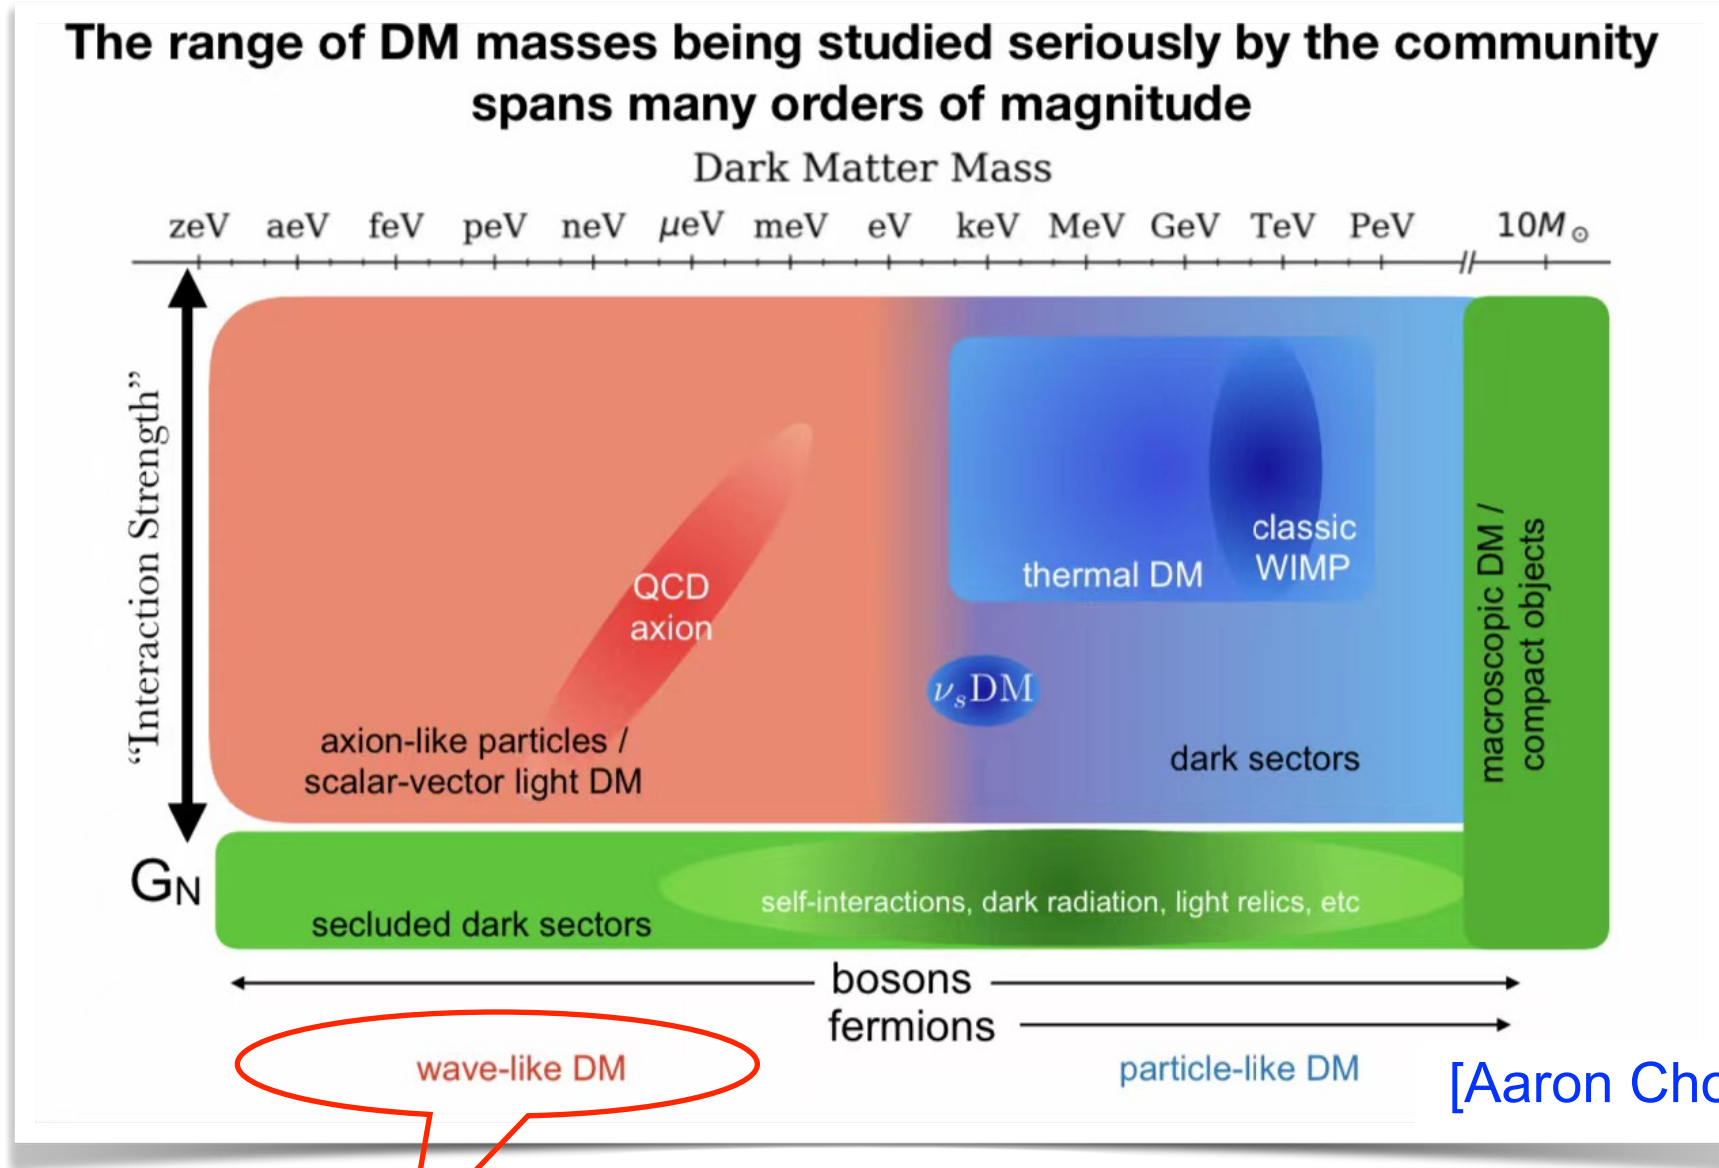 The range of DM masses being studied seriously by the community
spans many orders of magnitude
Dark Matter Mass
zeV aeV feV peV neV μeV meV eV keV MeV GeV TeV PeV 10M⊙
“Interaction Strength”
QCD
axion
classic
WIMP
thermal DM
νsDM
axion-like particles /
scalar-vector light DM
dark sectors
macroscopic DM /
compact objects
GN
secluded dark sectors
self-interactions, dark radiation, light relics, etc
bosons
fermions
wave-like DM
particle-like DM
[Aaron